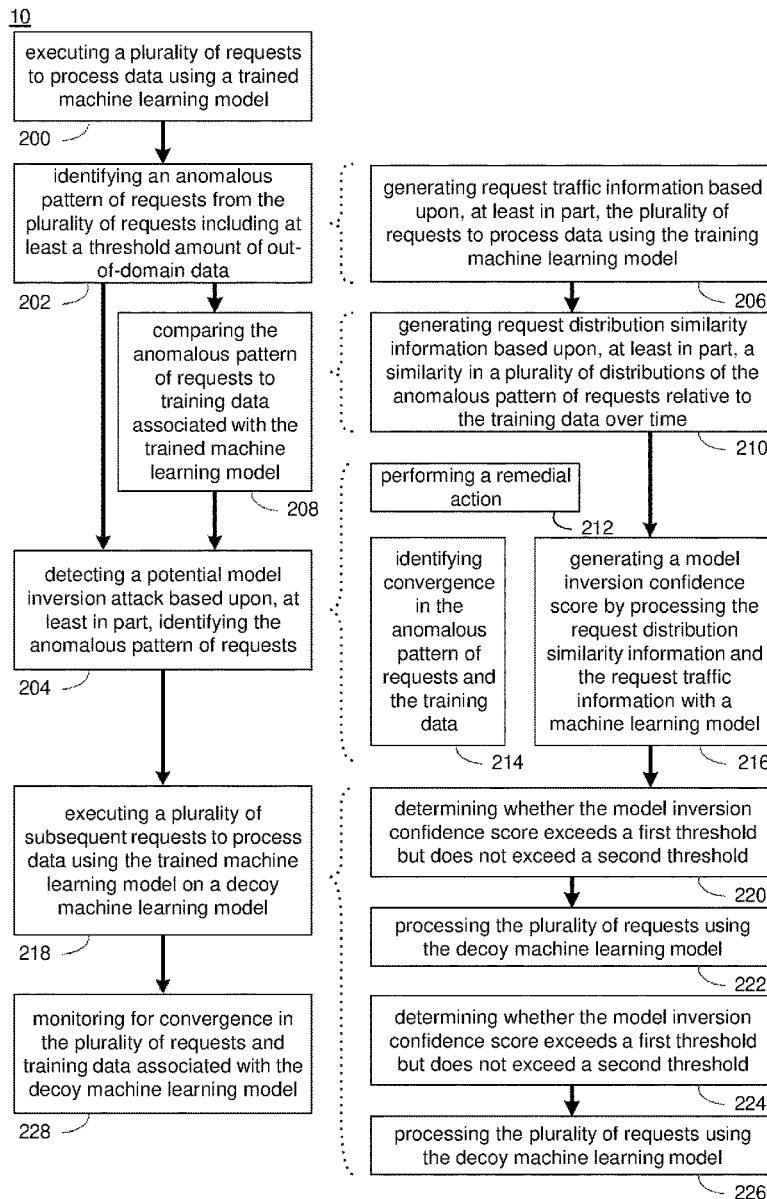 10
executing a plurality of requests
to process data using a trained
machine learning model
200
identifying an anomalous
pattern of requests from the
plurality of requests including at
least a threshold amount of out-
of-domain data
202
comparing the
anomalous pattern
of requests to
training data
associated with the
trained machine
learning model
208
detecting a potential model
inversion attack based upon, at
least in part, identifying the
anomalous pattern of requests
204
executing a plurality of
subsequent requests to process
data using the trained machine
learning model on a decoy
machine learning model
218
monitoring for convergence in
the plurality of requests and
training data associated with the
decoy machine learning model
228
generating request traffic information based
upon, at least in part, the plurality of
requests to process data using the training
machine learning model
206
generating request distribution similarity
information based upon, at least in part, a
similarity in a plurality of distributions of the
anomalous pattern of requests relative to
the training data over time
210
performing a remedial
action
212
identifying
convergence
in the
anomalous
pattern of
requests and
the training
data
214
generating a model
inversion confidence
score by processing the
request distribution
similarity information and
the request traffic
information with a
machine learning model
216
determining whether the model inversion
confidence score exceeds a first threshold
but does not exceed a second threshold
220
processing the plurality of requests using
the decoy machine learning model
222
determining whether the model inversion
confidence score exceeds a first threshold
but does not exceed a second threshold
224
processing the plurality of requests using
the decoy machine learning model
226